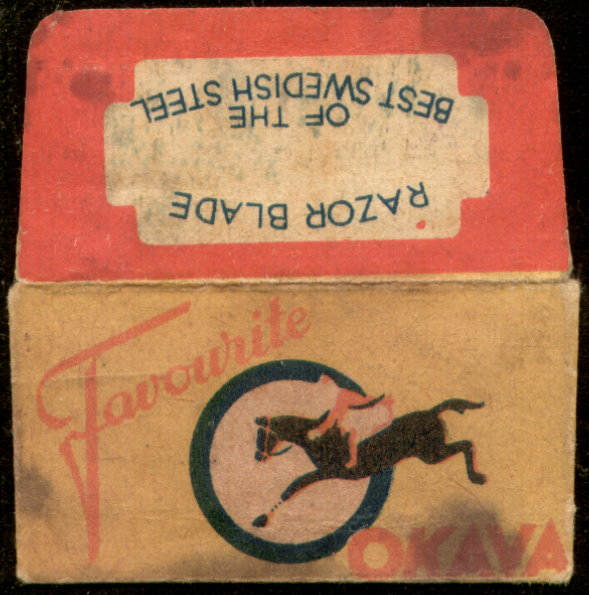 RAZOR BLADE
OF THE
BEST SWEDISH STEEL
Favourite
OKAVA